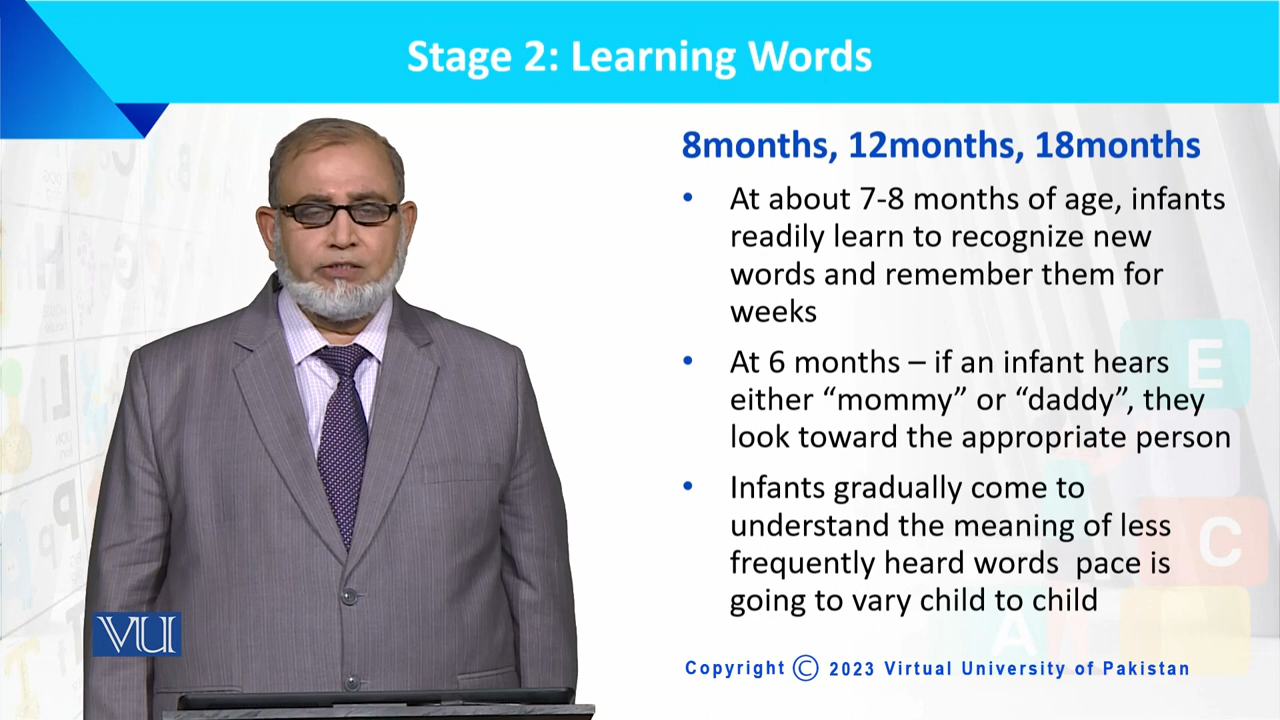 Stage 2: Learning Words
8months, 12months, 18months
• At about 7-8 months of age, infants
readily learn to recognize new
words and remember them for
weeks
• At 6 months – if an infant hears
either “mommy” or “daddy”, they
look toward the appropriate person
• Infants gradually come to
understand the meaning of less
frequently heard words  pace is
going to vary child to child
E
C
A
VU
Copyright © 2023 Virtual University of Pakistan